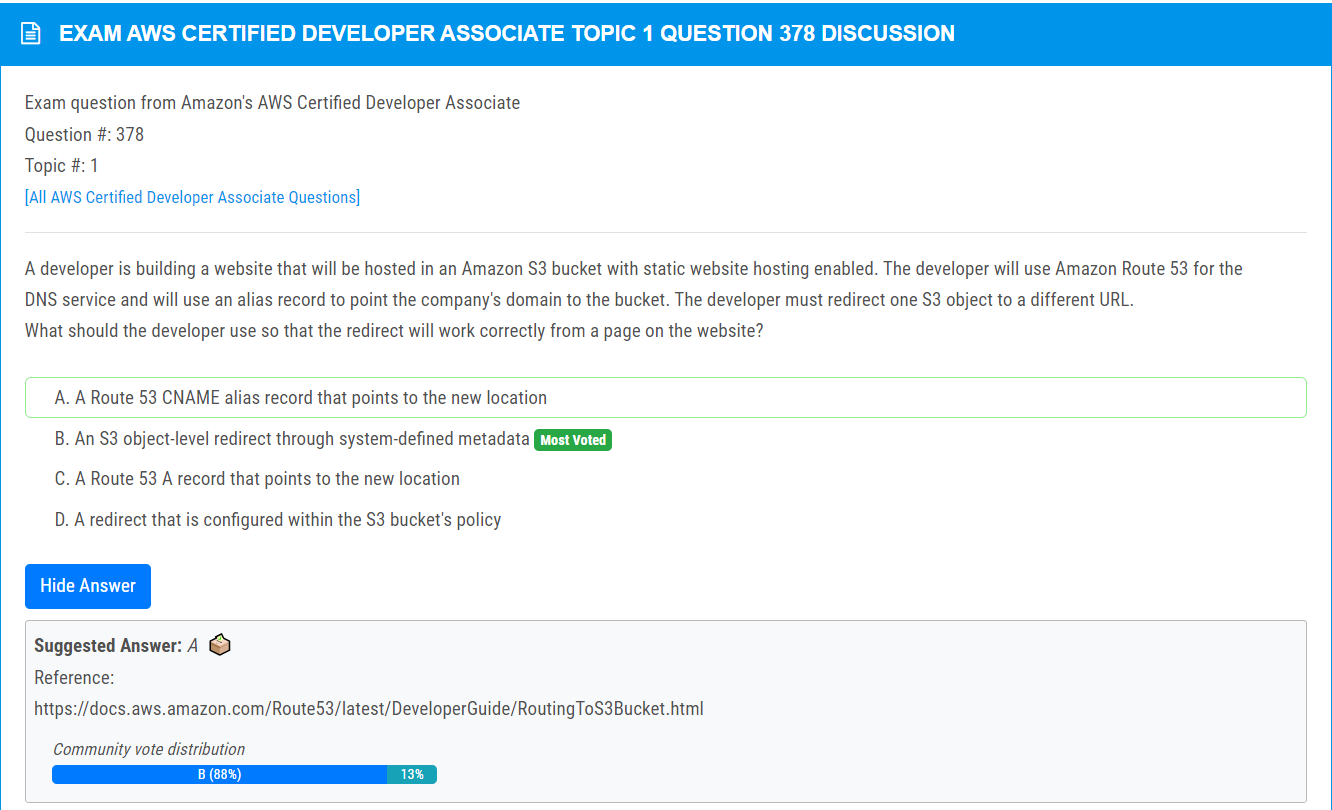 EXAM AWS CERTIFIED DEVELOPER ASSOCIATE TOPIC 1 QUESTION 378 DISCUSSION
Exam question from Amazon's AWS Certified Developer Associate
Question #: 378
Topic #: 1
[All AWS Certified Developer Associate Questions]
A developer is building a website that will be hosted in an Amazon S3 bucket with static website hosting enabled. The developer will use Amazon Route 53 for the
DNS service and will use an alias record to point the company's domain to the bucket. The developer must redirect one S3 object to a different URL.
What should the developer use so that the redirect will work correctly from a page on the website?
A. A Route 53 CNAME alias record that points to the new location
B. An S3 object-level redirect through system-defined metadata Most Voted
C. A Route 53 A record that points to the new location
D. A redirect that is configured within the S3 bucket's policy
Hide Answer
Suggested Answer: A
Reference:
https://docs.aws.amazon.com/Route53/latest/DeveloperGuide/RoutingToS3Bucket.html
Community vote distribution
B (88%) 13%